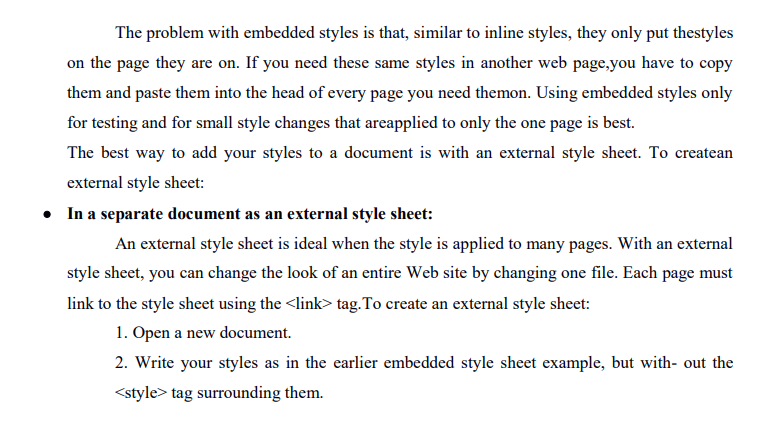 The problem with embedded styles is that, similar to inline styles, they only put thestyles
on the page they are on. If you need these same styles in another web page,you have to copy
them and paste them into the head of every page you need themon. Using embedded styles only
for testing and for small style changes that areapplied to only the one page is best.
The best way to add your styles to a document is with an external style sheet. To createan
external style sheet:
● In a separate document as an external style sheet:
An external style sheet is ideal when the style is applied to many pages. With an external
style sheet, you can change the look of an entire Web site by changing one file. Each page must
link to the style sheet using the <link> tag.To create an external style sheet:
1. Open a new document.
2. Write your styles as in the earlier embedded style sheet example, but with- out the
<style> tag surrounding them.